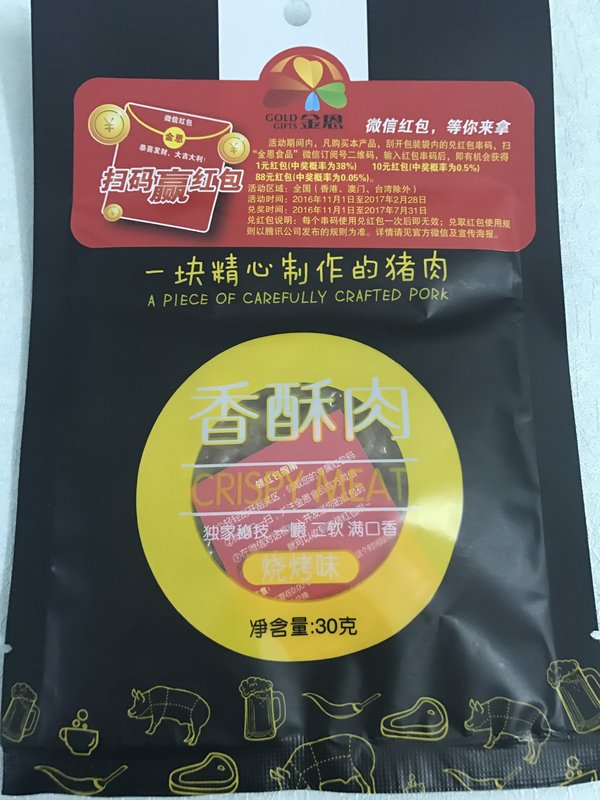 微信红包
金恩
恭喜发财，大吉大利！
扫码赢红包
GOLD GIFTS 金恩
微信红包，等你来拿
活动期间内，凡购买本产品，刮开包装袋内的兑红包串码，扫
“金恩食品”微信订阅号二维码，输入红包串码后，即有机会获得
1元红包(中奖概率为38%) 10元红包(中奖概率为0.5%)
88元红包(中奖概率为0.05%)。
活动区域：全国（香港、澳门、台湾除外）
活动时间：2016年11月1日至2017年2月28日
兑奖时间：2016年11月1日至2017年7月31日
兑红包说明：每个串码使用兑红包一次后即无效；兑取红包使用规
则以腾讯公司发布的规则为准。详情请见官方微信及宣传海报。
一块精心制作的猪肉
A PIECE OF CAREFULLY CRAFTED PORK
香酥肉
CRISPY MEAT
领红包指南
独家秘技 一嚼二软 满口香
烧烤味
净含量:30克